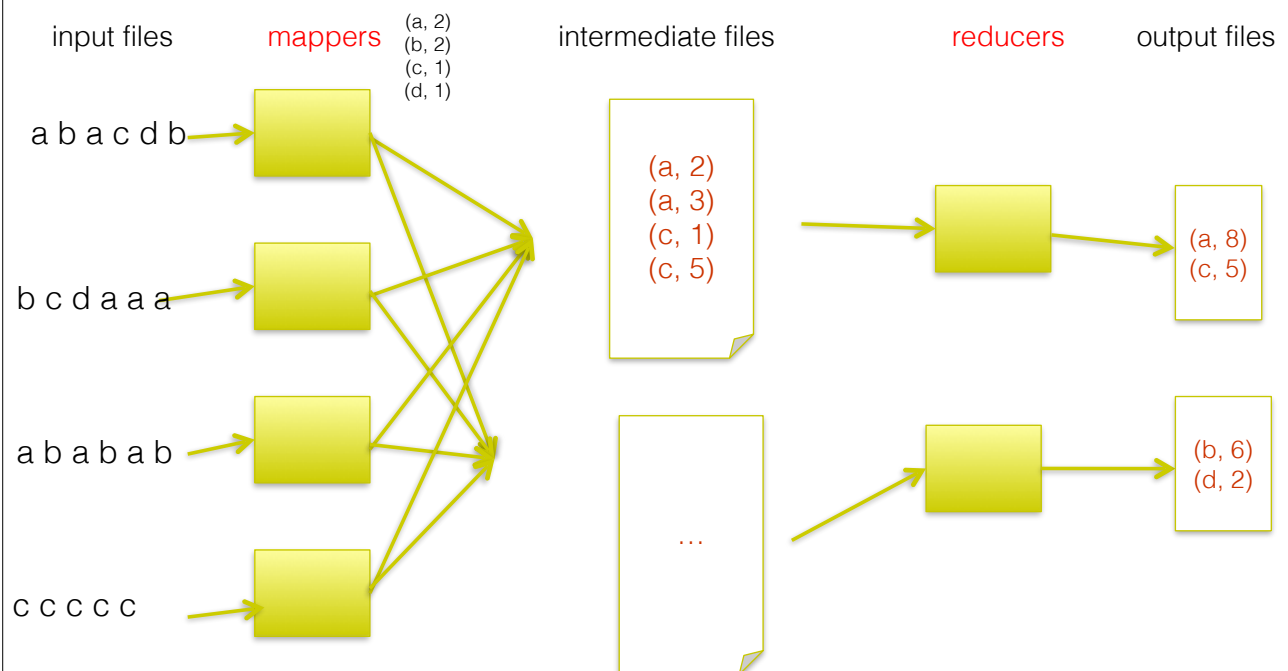 input files
mappers
(a, 2)
(b, 2)
(c, 1)
(d, 1)
intermediate files
reducers
output files
a b a c d b
b c d a a a
a b a b a b
c c c c c
(a, 2)
(a, 3)
(c, 1)
(c, 5)
...
(a, 8)
(c, 5)
(b, 6)
(d, 2)